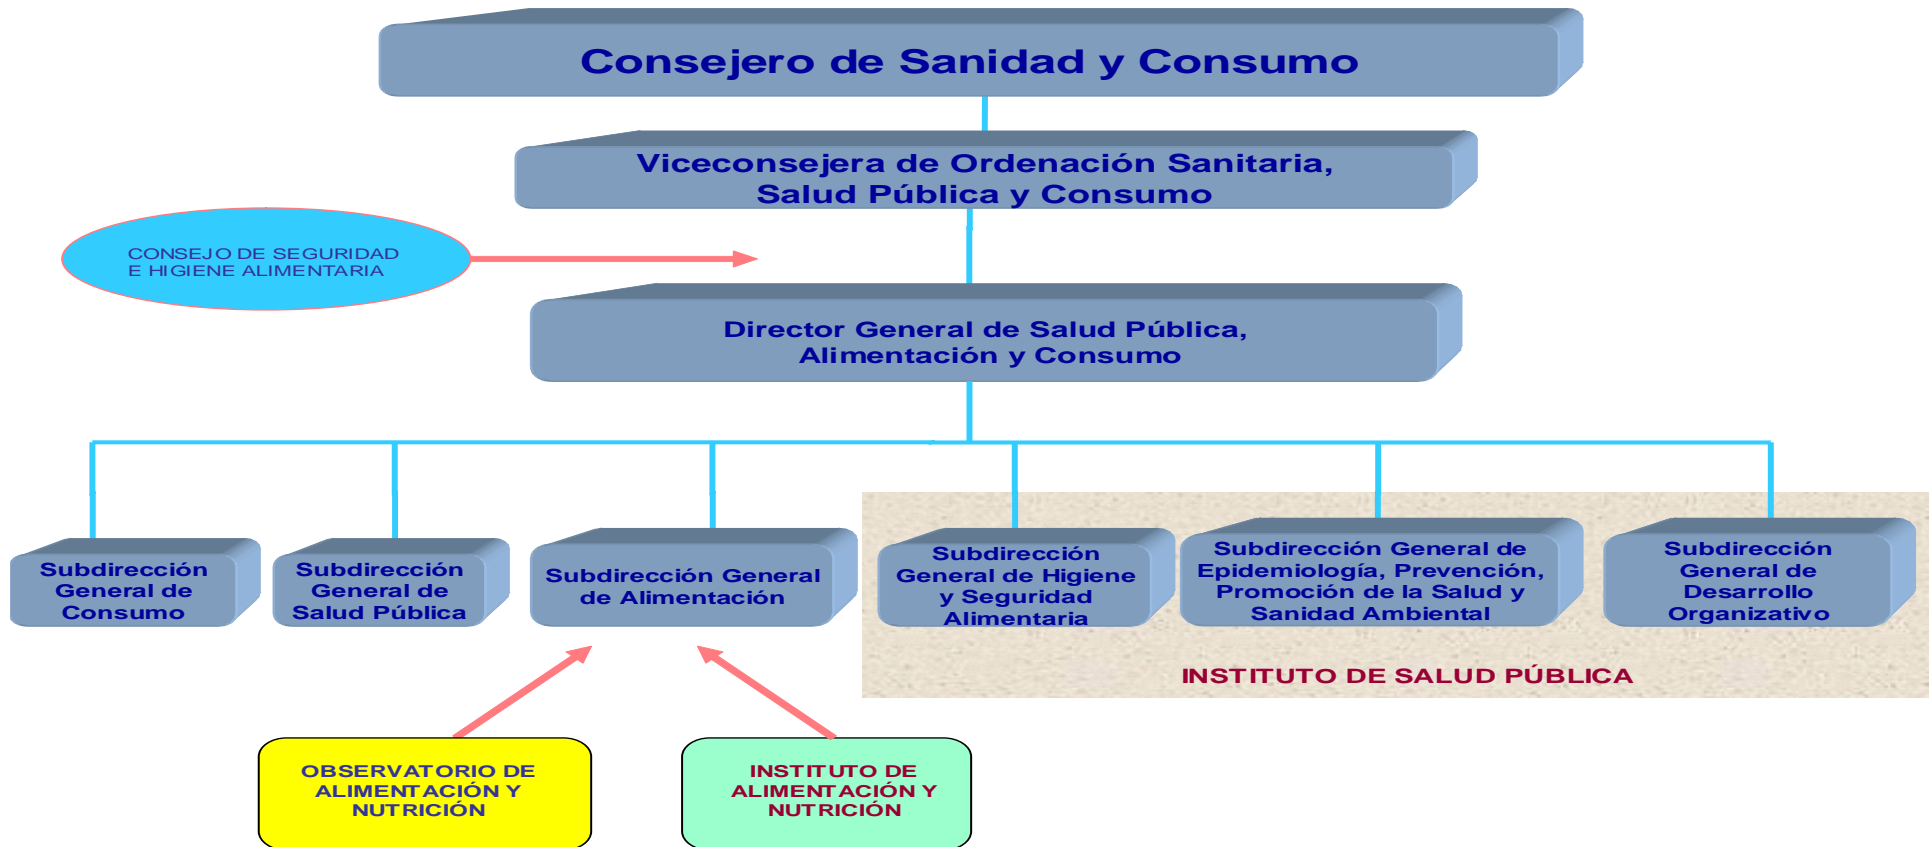 Consejero de Sanidad y Consumo
Viceconsejera de Ordenación Sanitaria,
Salud Pública y Consumo
CONSEJO DE SEGURIDAD
E HIGIENE ALIMENTARIA
Director General de Salud Pública,
Alimentación y Consumo
Subdirección
General de
Consumo
Subdirección
General de
Salud Pública
Subdirección General
de Alimentación
Subdirección
General de Higiene
y Seguridad
Alimentaria
Subdirección General de
Epidemiología, Prevención,
Promoción de la Salud y
Sanidad Ambiental
Subdirección
General de
Desarrollo
Organizativo
INSTITUTO DE SALUD PÚBLICA
OBSERVATORIO DE
ALIMENTACIÓN Y
NUTRICIÓN
INSTITUTO DE
ALIMENTACIÓN Y
NUTRICIÓN